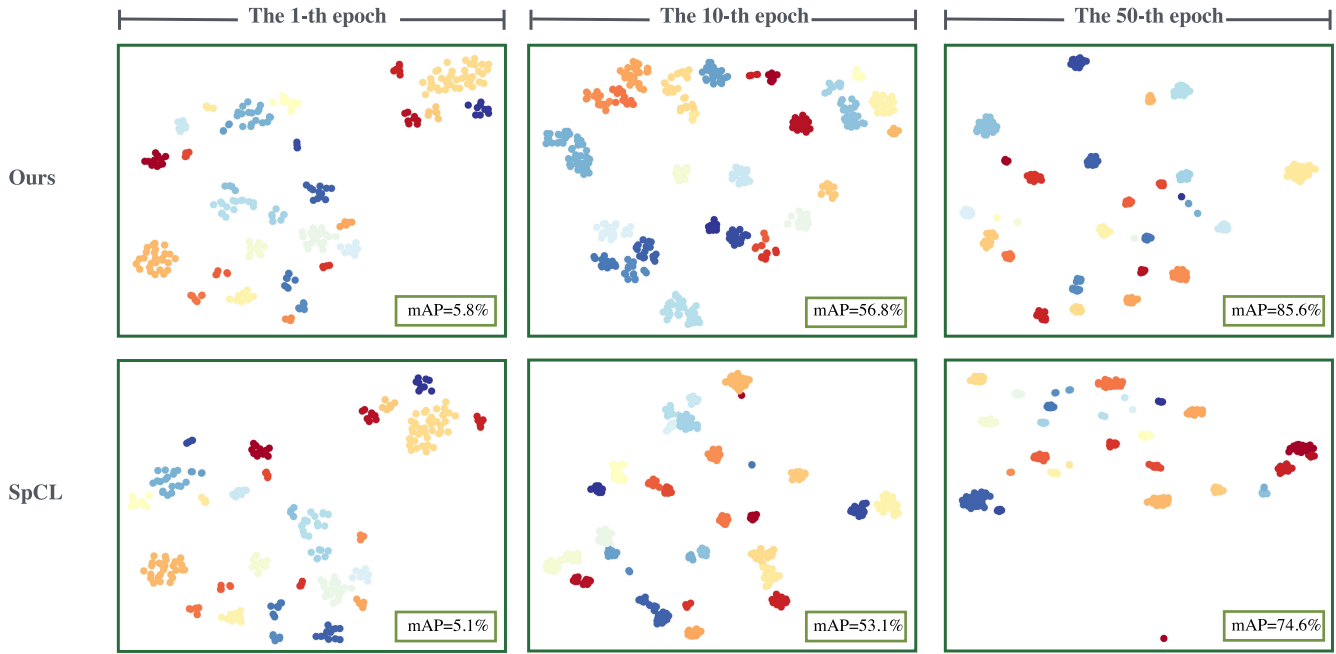 The 1-th epoch
The 10-th epoch
The 50-th epoch
Ours
mAP=5.8%
mAP=56.8%
mAP=85.6%
SpCL
mAP=5.1%
mAP=53.1%
mAP=74.6%